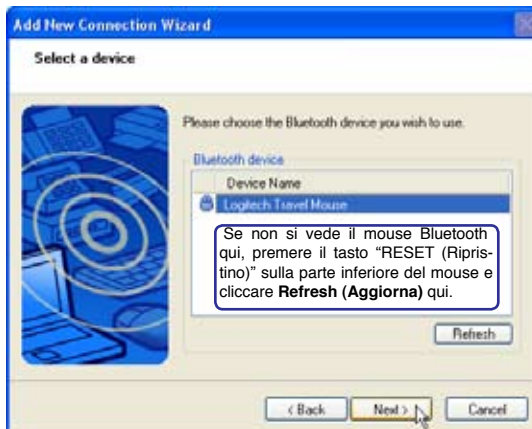 Add New Connection Wizard
Select a device
Please choose the Bluetooth device you wish to use.
Bluetooth device
Device Name
Logitech Travel Mouse
Se non si vede il mouse Bluetooth
qui, premere il tasto “RESET (Ripris-
tino)” sulla parte inferiore del mouse e
cliccare Refresh (Aggiorna) qui.
Refresh
< Back Next > Cancel